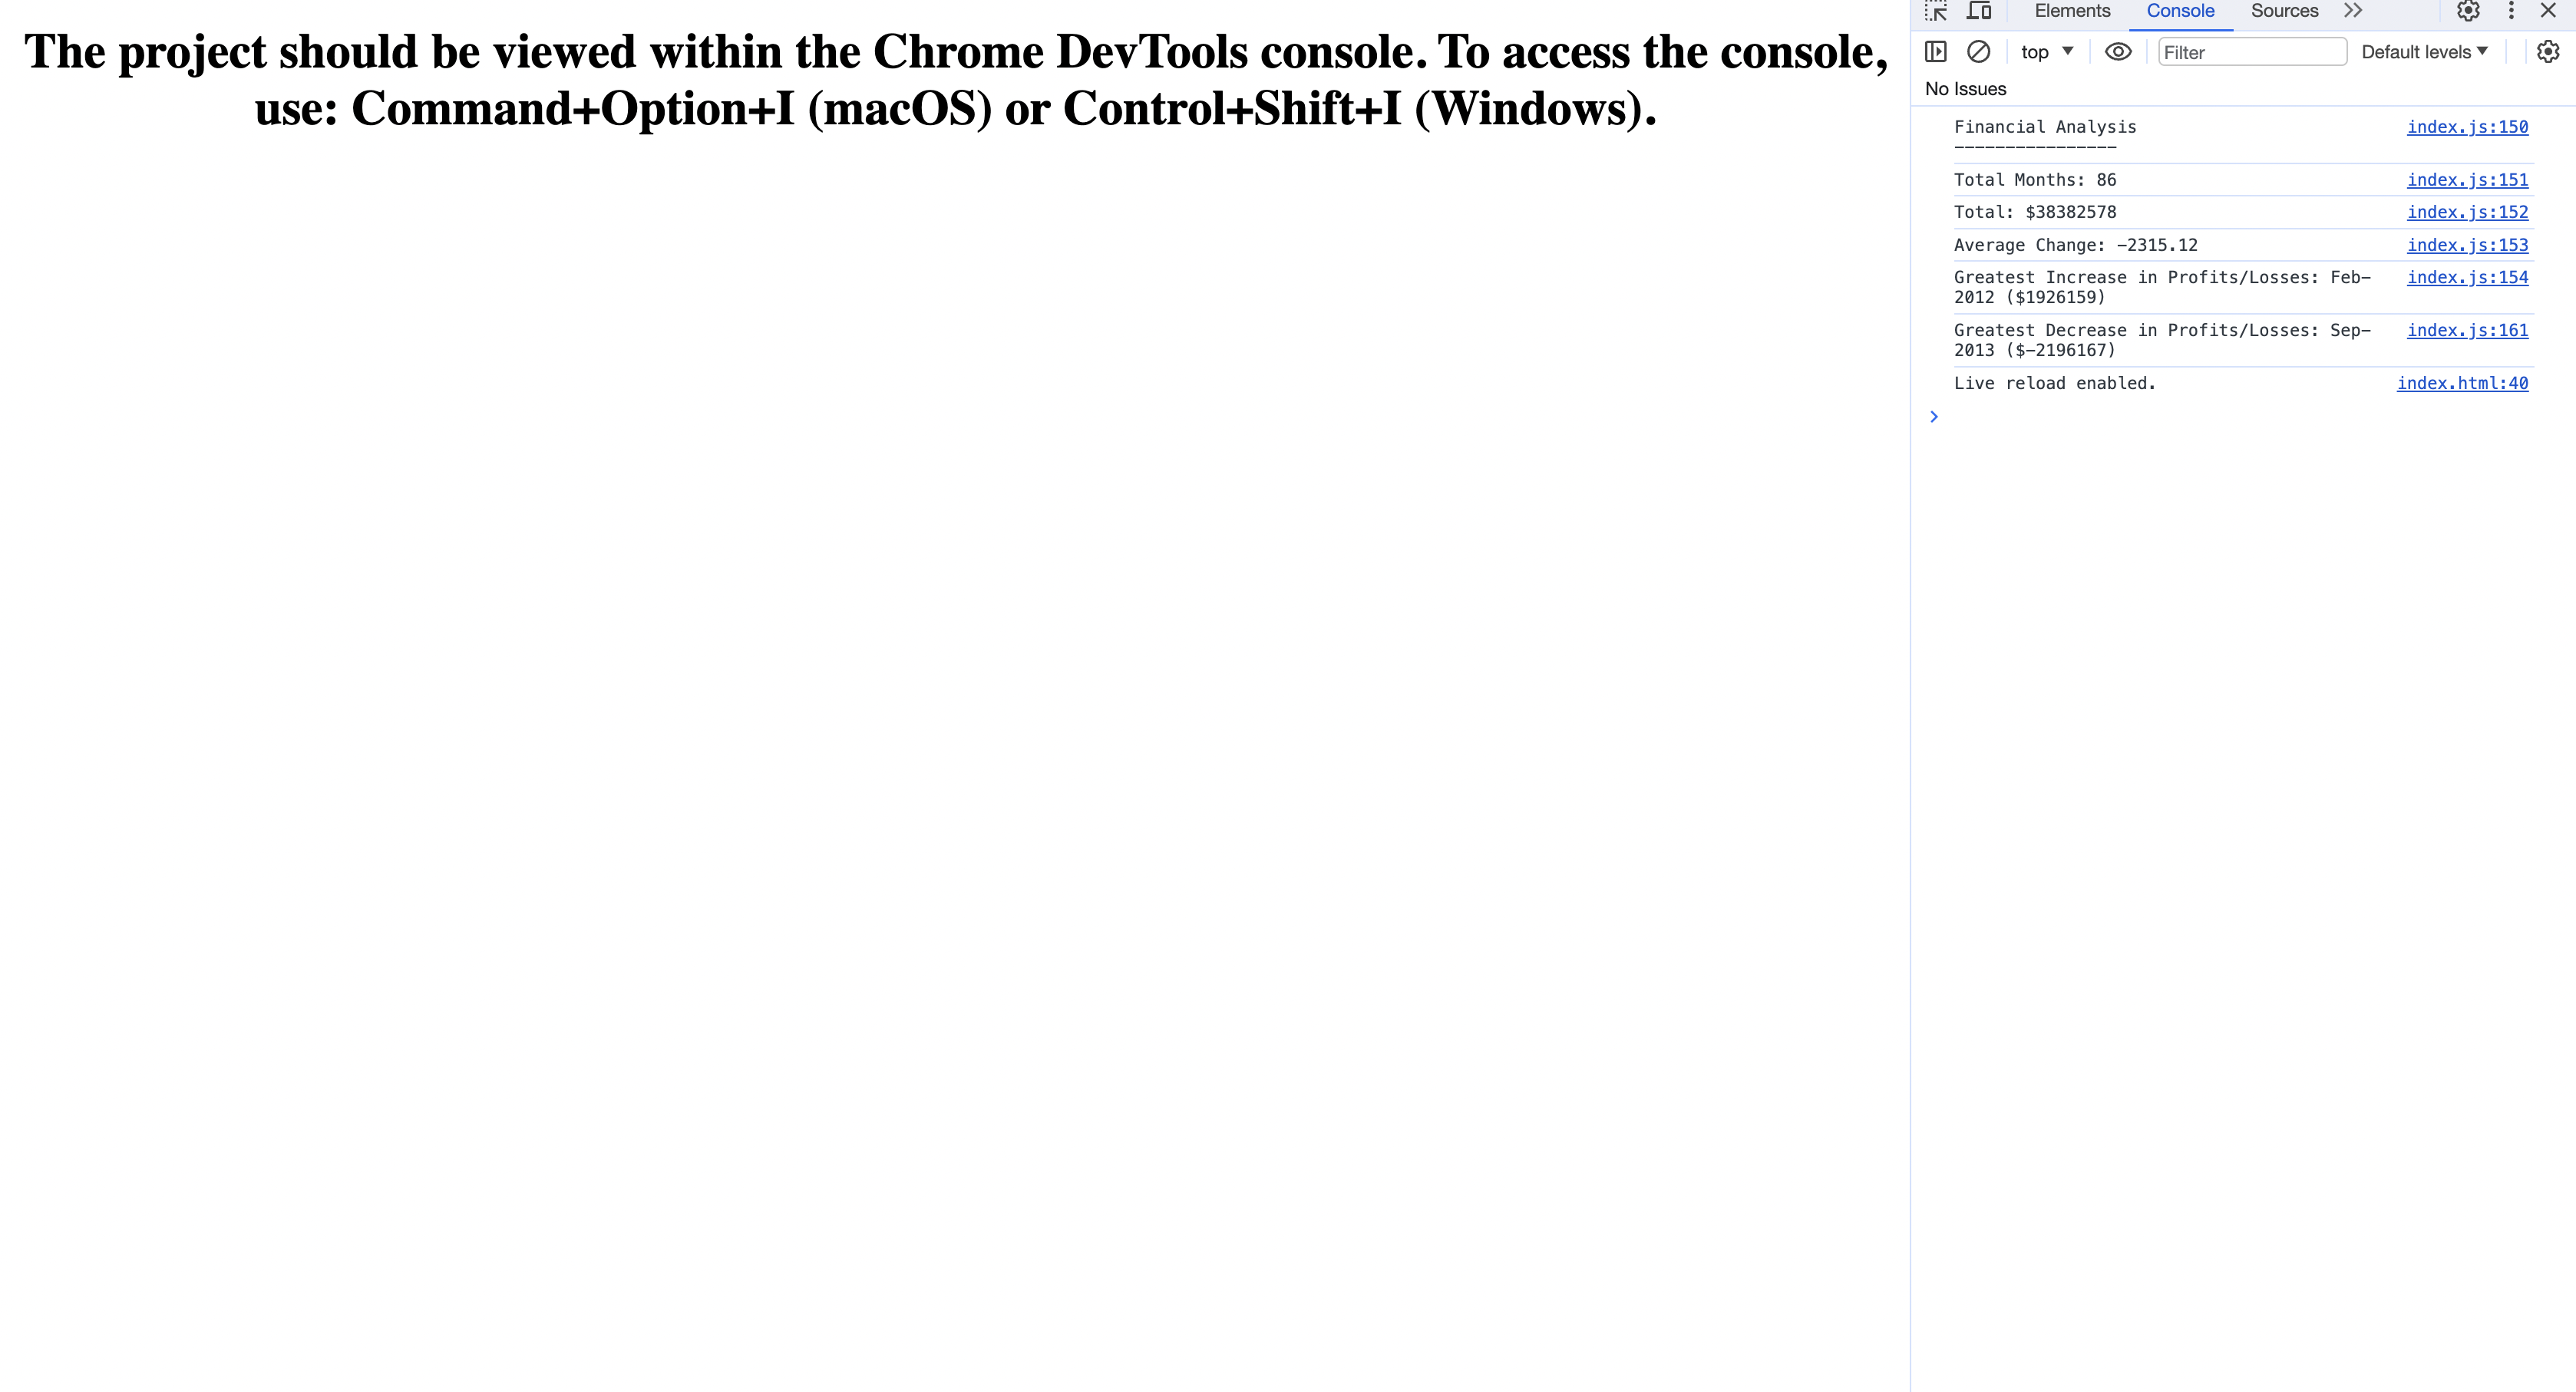 The project should be viewed within the Chrome DevTools console. To access the console,
use: Command+Option+I (macOS) or Control+Shift+I (Windows).
Elements Console Sources
top Filter Default levels
No Issues
Financial Analysis index.js:150
----------------
Total Months: 86 index.js:151
Total: $38382578 index.js:152
Average Change: -2315.12 index.js:153
Greatest Increase in Profits/Losses: Feb- index.js:154
2012 ($1926159)
Greatest Decrease in Profits/Losses: Sep- index.js:161
2013 ($-2196167)
Live reload enabled. index.html:40